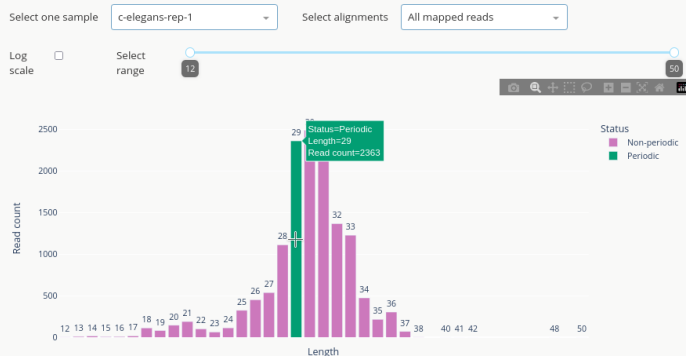 Select one sample
c-elegans-rep-1
Select alignments
All mapped reads
Log scale
Select range
12
50
Status
Non-periodic
Periodic
Status=Periodic
Length=29
Read count=2363
Read count
2500
2000
1500
1000
500
0
12 13 14 15 16 17 18 19 20 21 22 23 24 25 26 27 28 29 32 33 34 35 36 37 38 40 41 42 48 50
Length